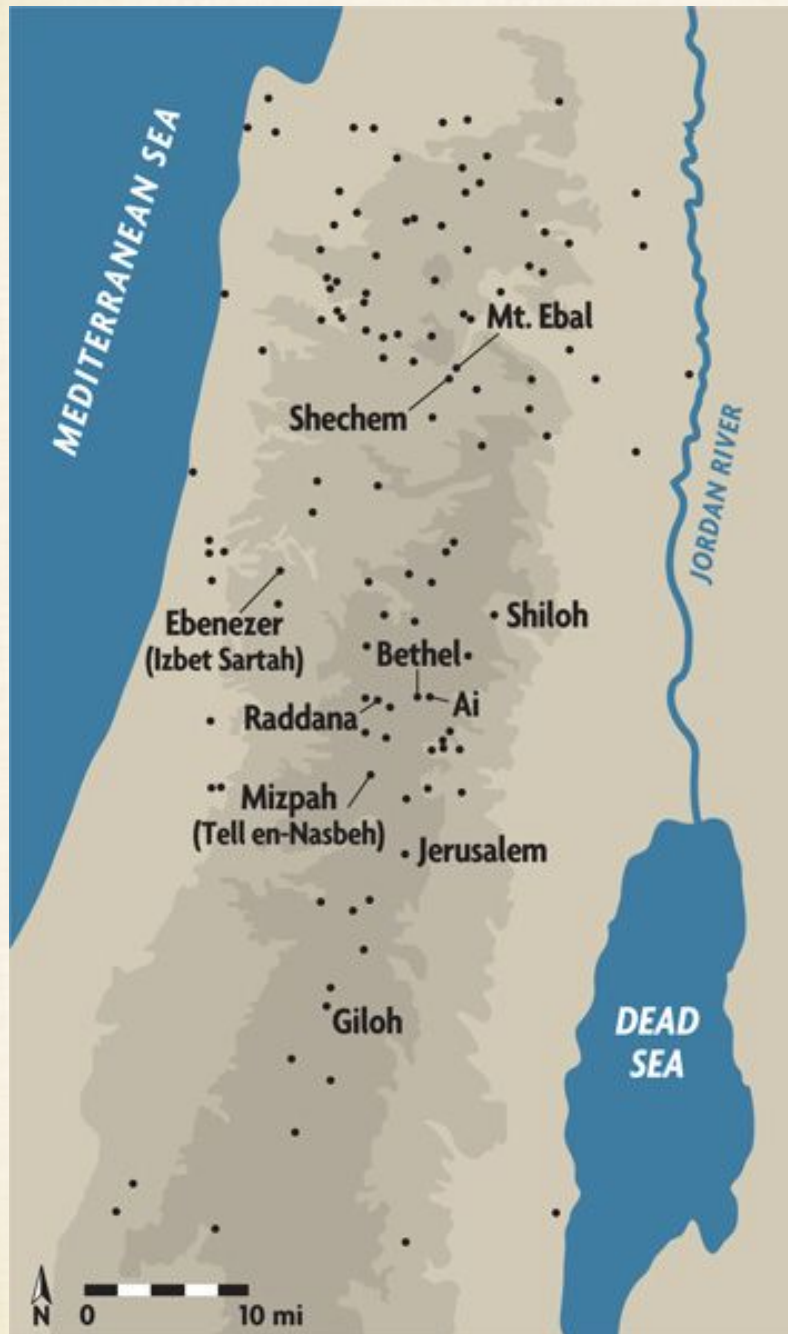 MEDITERRANEAN SEA
Mt. Ebal
Shechem
JORDAN RIVER
Ebenezer
(Izbet Sartah)
Shiloh
Bethel
Raddana
Ai
Mizpah
(Tell en-Nasbeh)
Jerusalem
Giloh
DEAD
SEA
N
0
10 mi